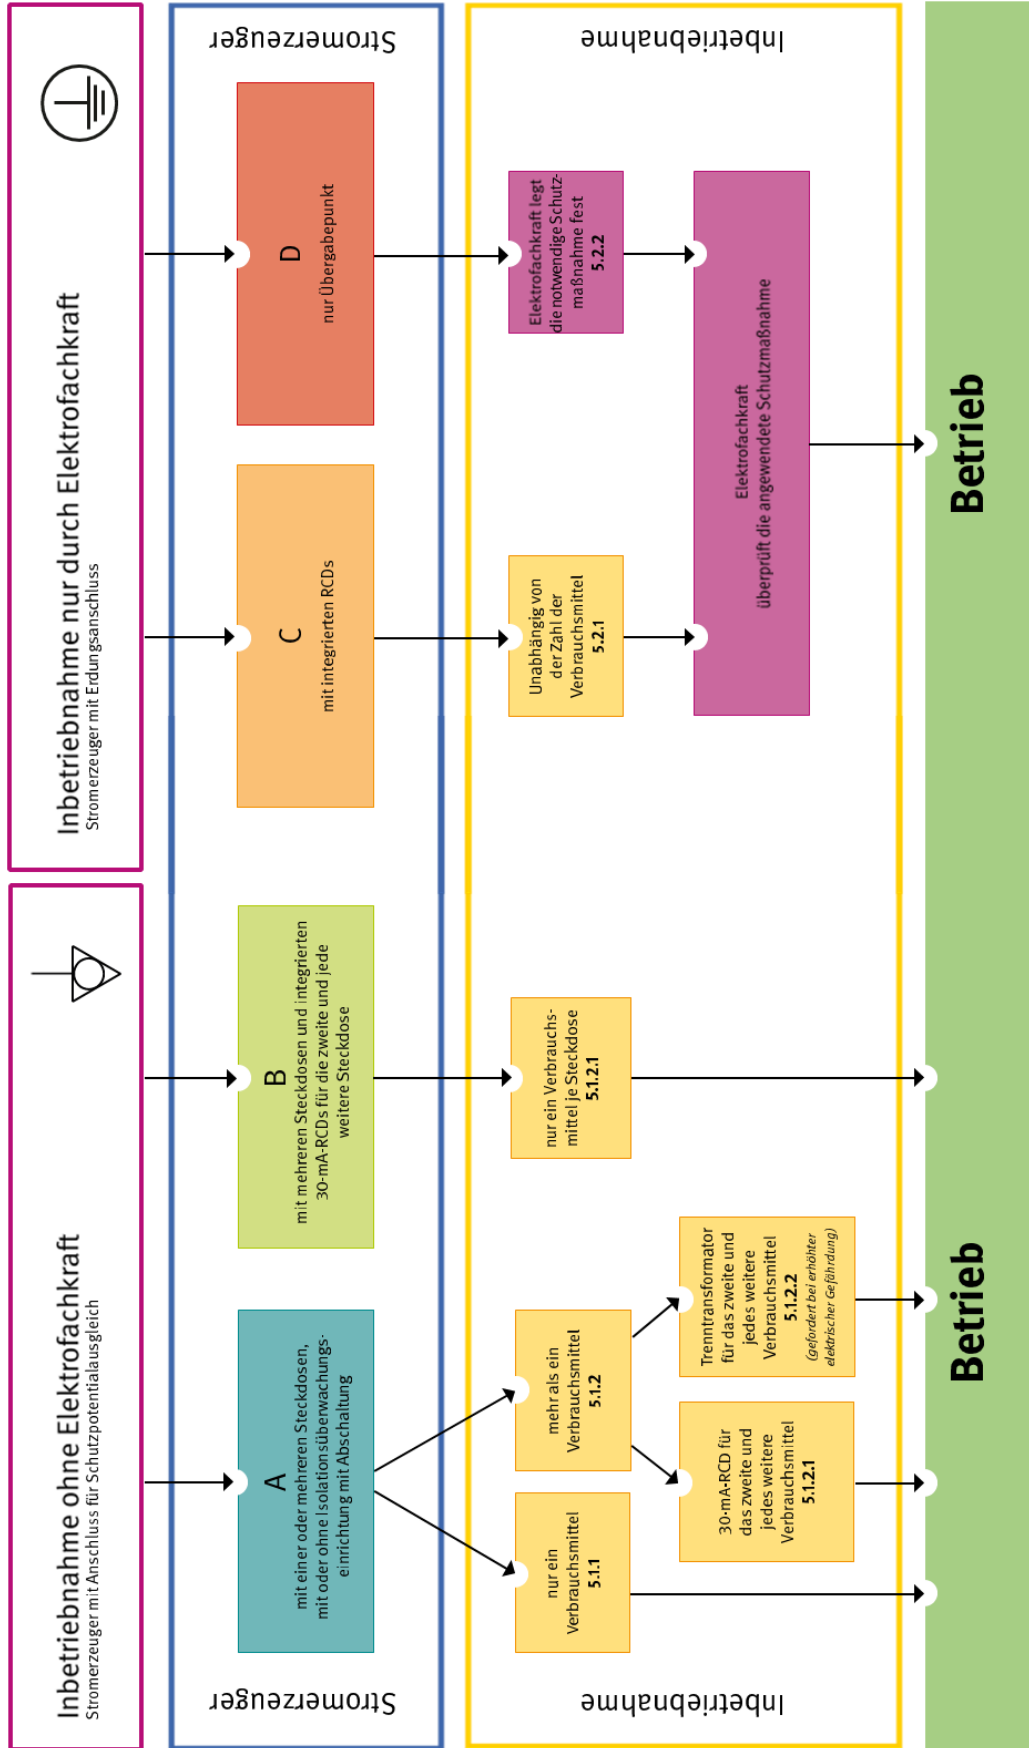 Inbetriebnahme ohne Elektrofachkraft
Stromerzeuger mit Anschluss für Schutzpotentialausgleich
Inbetriebnahme nur durch Elektrofachkraft
Stromerzeuger mit Erdungsanschluss
Stromerzeuger
A
mit einer oder mehreren Steckdosen,
mit oder ohne Isolationsüberwachungs-
einrichtung mit Abschaltung
B
mit mehreren Steckdosen und integrierten
30-mA-RCDs für die zweite und jede
weitere Steckdose
C
mit integrierten RCDs
D
nur Übergabepunkt
Stromerzeuger
Inbetriebnahme
nur ein
Verbrauchsmittel
5.1.1
mehr als ein
Verbrauchsmittel
5.1.2
nur ein Verbrauchs-
mittel je Steckdose
5.1.2.1
Unabhängig von
der Zahl der
Verbrauchsmittel
5.2.1
Elektrofachkraft legt
die notwendige Schutz-
maßnahme fest
5.2.2
Inbetriebnahme
30-mA-RCD für
das zweite und
jedes weitere
Verbrauchsmittel
5.1.2.1
Trenntransformator
für das zweite und
jedes weitere
Verbrauchsmittel
5.1.2.2
(gefordert bei erhöhter
elektrischer Gefährdung)
Elektrofachkraft
überprüft die angewendete Schutzmaßnahme
Betrieb
Betrieb